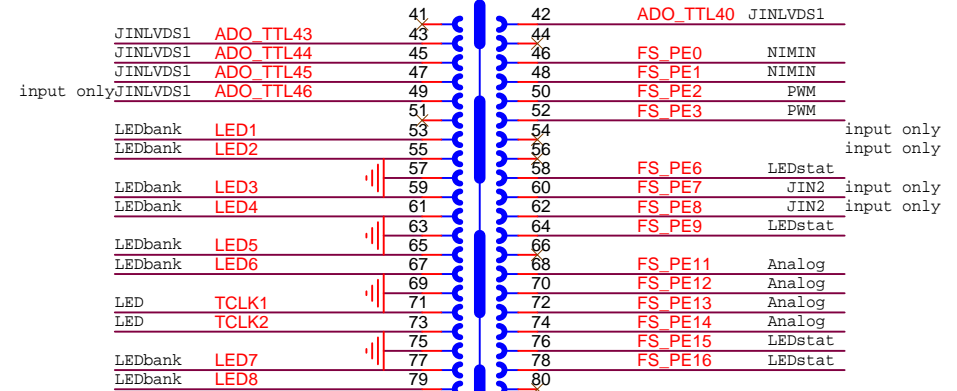 41 42 ADO_TTL40 JINLVDS1
JINLVDS1 ADO_TTL43 43 44
JINLVDS1 ADO_TTL44 45 46 FS_PE0 NIMIN
JINLVDS1 ADO_TTL45 47 48 FS_PE1 NIMIN
input only JINLVDS1 ADO_TTL46 49 50 FS_PE2 PWM
51 52 FS_PE3 PWM
LEDbank LED1 53 54 input only
LEDbank LED2 55 56 input only
57 58 FS_PE6 LEDstat
LEDbank LED3 59 60 FS_PE7 JIN2 input only
LEDbank LED4 61 62 FS_PE8 JIN2 input only
63 64 FS_PE9 LEDstat
LEDbank LED5 65 66
LEDbank LED6 67 68 FS_PE11 Analog
69 70 FS_PE12 Analog
LED TCLK1 71 72 FS_PE13 Analog
LED TCLK2 73 74 FS_PE14 Analog
75 76 FS_PE15 LEDstat
LEDbank LED7 77 78 FS_PE16 LEDstat
LEDbank LED8 79 80